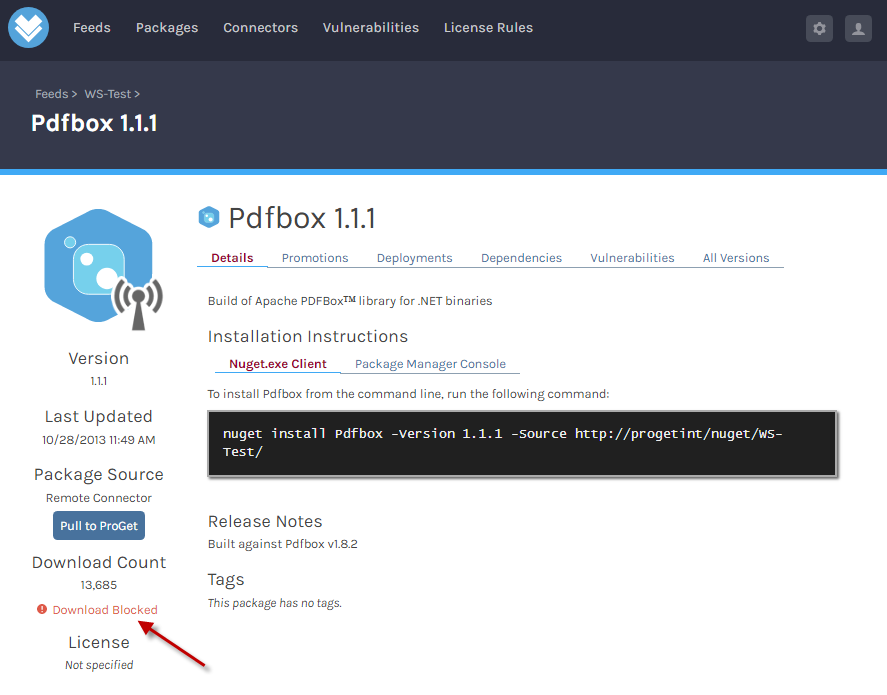 Feeds Packages Connectors Vulnerabilities License Rules
Feeds > WS-Test >
Pdfbox 1.1.1
Pdfbox 1.1.1
Details Promotions Deployments Dependencies Vulnerabilities All Versions
Build of Apache PDFBox™ library for .NET binaries
Installation Instructions
Nuget.exe Client Package Manager Console
To install Pdfbox from the command line, run the following command:
nuget install Pdfbox -Version 1.1.1 -Source http://progetint/nuget/WS-
Test/
Release Notes
Built against Pdfbox v1.8.2
Tags
This package has no tags.
Version
1.1.1
Last Updated
10/28/2013 11:49 AM
Package Source
Remote Connector
Pull to ProGet
Download Count
13,685
Download Blocked
License
Not specified